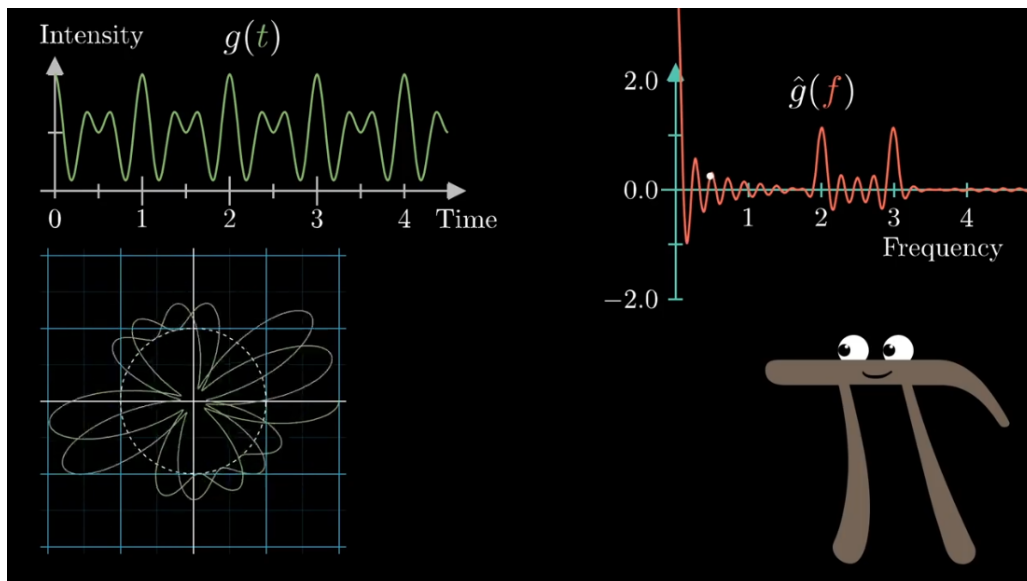 Intensity
g(t)
0 1 2 3 4 Time
2.0
ĝ(f)
0.0
1 2 3 4
Frequency
−2.0